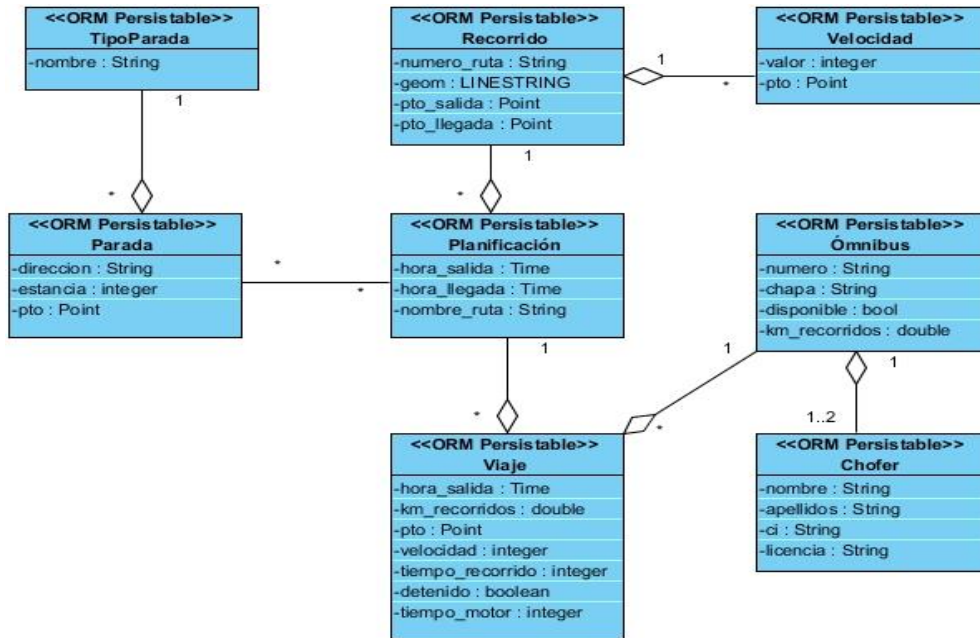 <<ORM Persistable>>
TipoParada
-nombre : String
<<ORM Persistable>>
Recorrido
-numero_ruta : String
-geom : LINESTRING
-pto_salida : Point
-pto_llegada : Point
<<ORM Persistable>>
Velocidad
-valor : integer
-pto : Point
1
*
1
*
1
*
<<ORM Persistable>>
Parada
-direccion : String
-estancia : integer
-pto : Point
*
*
<<ORM Persistable>>
Planificación
-hora_salida : Time
-hora_llegada : Time
-nombre_ruta : String
<<ORM Persistable>>
Ómnibus
-numero : String
-chapa : String
-disponible : bool
-km_recorridos : double
1
*
1
*
1
1..2
<<ORM Persistable>>
Viaje
-hora_salida : Time
-km_recorridos : double
-pto : Point
-velocidad : integer
-tiempo_recorrido : integer
-detenido : boolean
-tiempo_motor : integer
<<ORM Persistable>>
Chofer
-nombre : String
-apellidos : String
-ci : String
-licencia : String